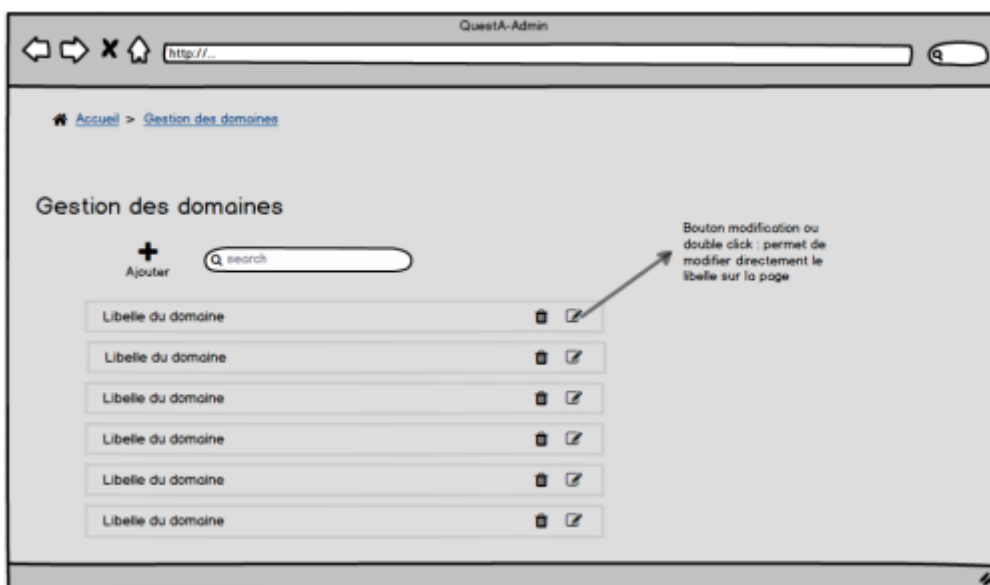 QuestA-Admin
http://...
Accueil > Gestion des domaines
Gestion des domaines
Ajouter
search
Bouton modification ou
double click : permet de
modifier directement le
libelle sur la page
Libelle du domaine
Libelle du domaine
Libelle du domaine
Libelle du domaine
Libelle du domaine
Libelle du domaine